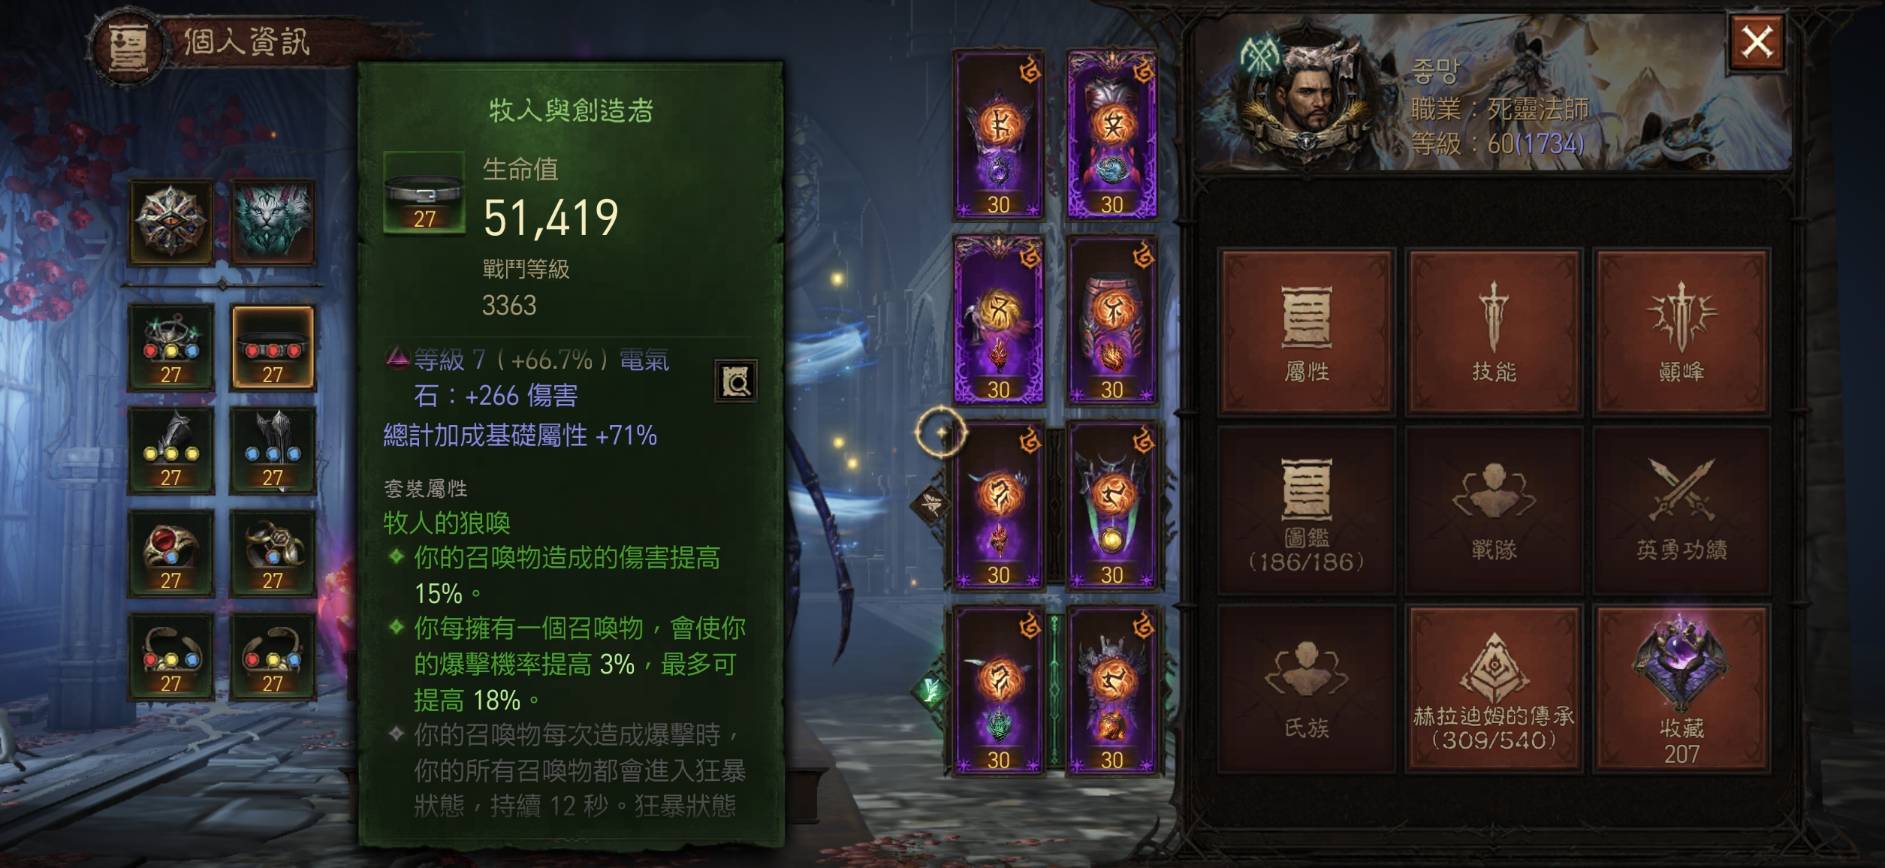 個人資訊
牧人與創造者
27
生命值
51,419
戰鬥等級
3363
等級 7 (+66.7%) 電氣
石：+266 傷害
總計加成基礎屬性 +71%
套裝屬性
牧人的狼喚
你的召喚物造成的傷害提高
15%。
你每擁有一個召喚物，會使你
的爆擊機率提高 3%，最多可
提高 18%。
你的召喚物每次造成爆擊時，
你的所有召喚物都會進入狂暴
狀態，持續 12 秒。狂暴狀態
27
27
27
27
27
27
27
27
30
30
30
30
30
30
30
30
종망
職業：死靈法師
等級：60(1734)
屬性
技能
巔峰
圖鑑
(186/186)
戰隊
英勇功績
氏族
赫拉迪姆的傳承
(309/540)
收藏
207